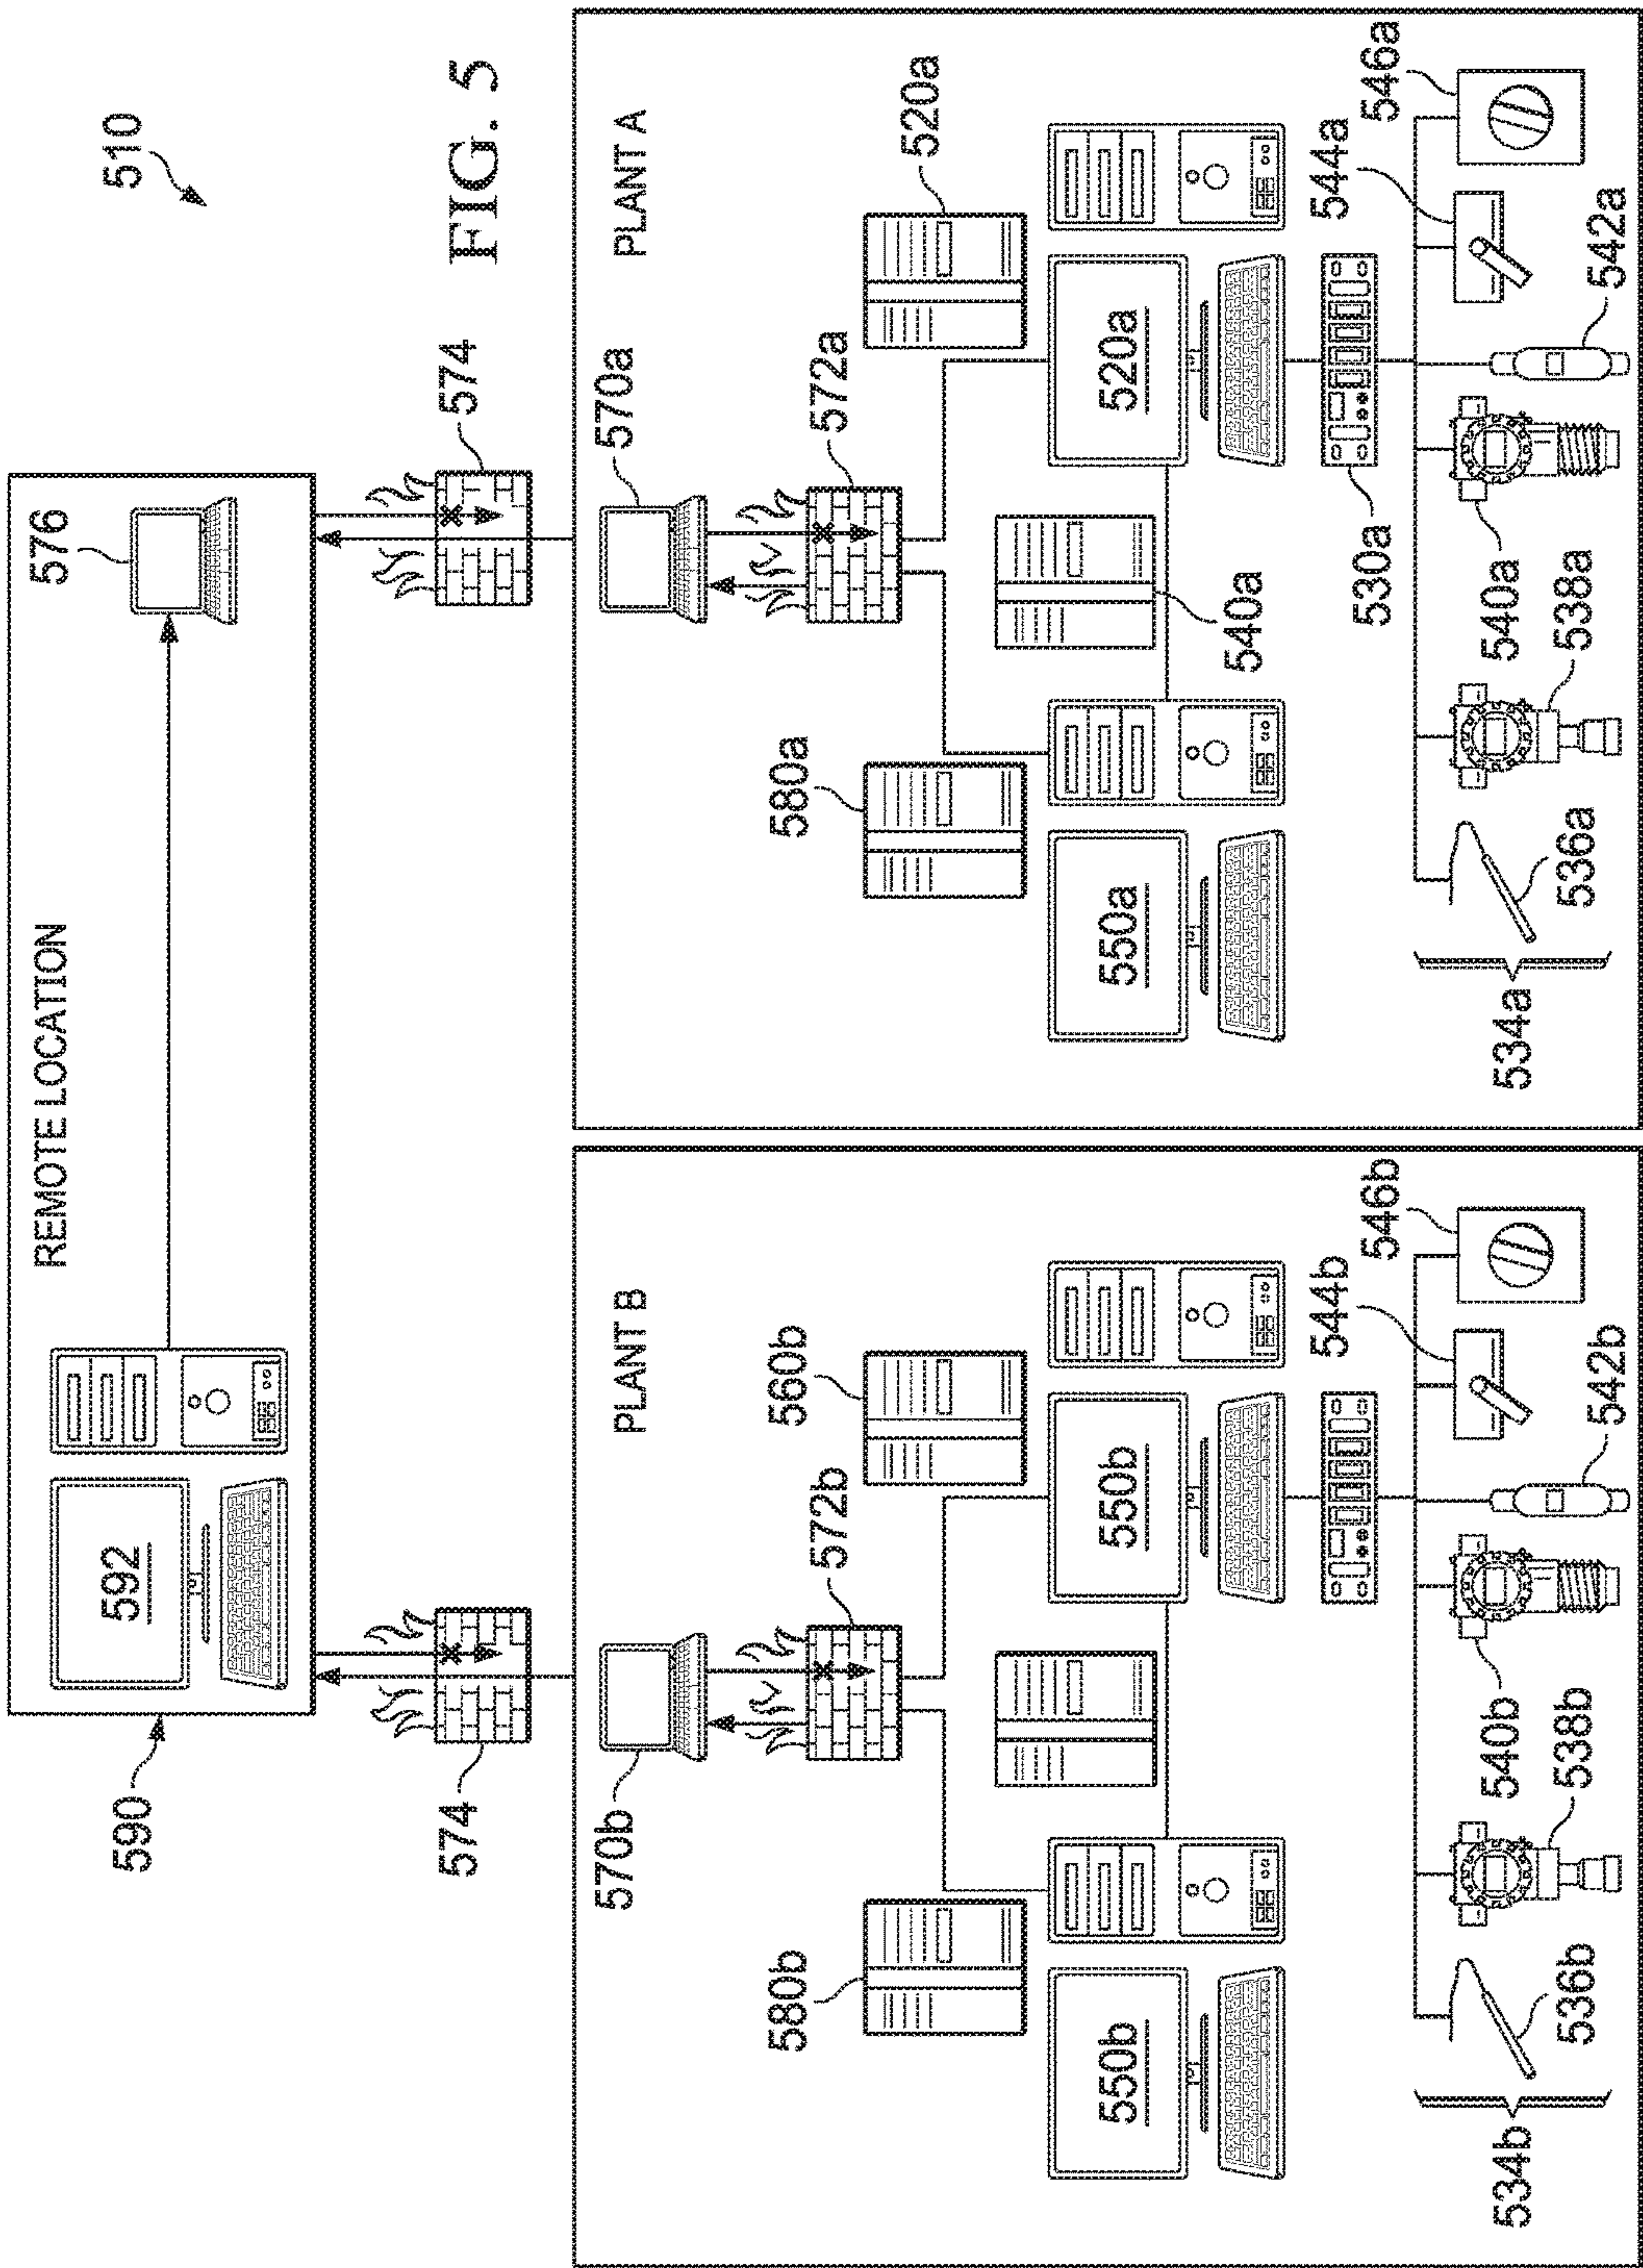 510
FIG. 5
REMOTE LOCATION
590
592
576
574
574
PLANT B
570b
572b
580b
560b
550b
550b
544b
546b
534b
536b
538b
540b
542b
PLANT A
570a
572a
580a
520a
550a
520a
540a
530a
544a
546a
534a
536a
538a
540a
542a